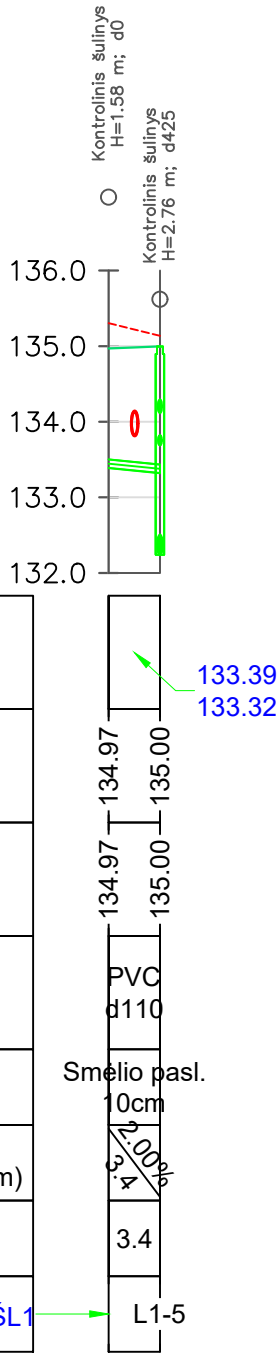 Kontrolinis šulinys
H=1.58 m; d0
Kontrolinis šulinys
H=2.76 m; d425
136.0
135.0
134.0
133.0
132.0
133.39
133.32
134.97
135.00
134.97
135.00
PVC
d110
Smėlio pasl.
10cm
2.00%
3.4
m)
3.4
ŠL1
L1-5